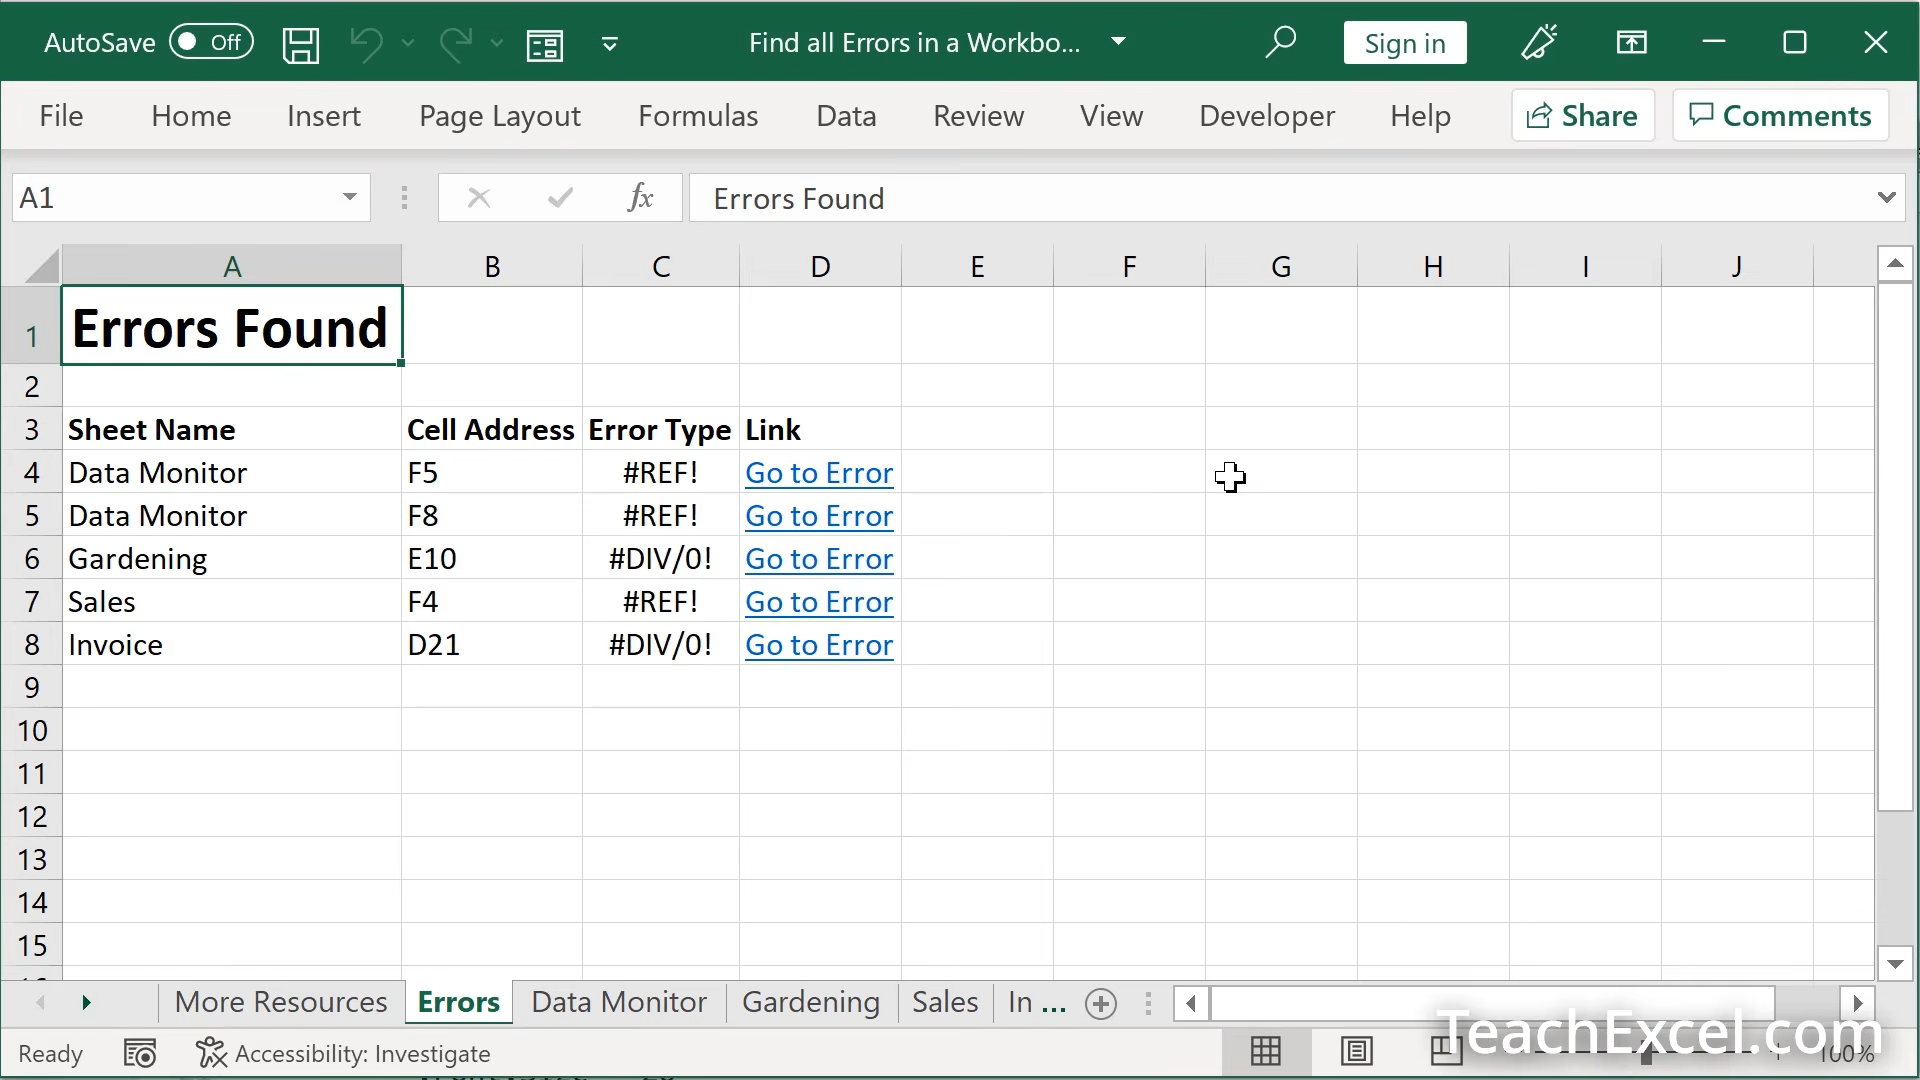 AutoSave Off Find all Errors in a Workbo... Sign in
File Home Insert Page Layout Formulas Data Review View Developer Help Share Comments
A1 fx Errors Found
A B C D E F G H I J
1 Errors Found
2
3 Sheet Name Cell Address Error Type Link
4 Data Monitor F5 #REF! Go to Error
5 Data Monitor F8 #REF! Go to Error
6 Gardening E10 #DIV/0! Go to Error
7 Sales F4 #REF! Go to Error
8 Invoice D21 #DIV/0! Go to Error
9
10
11
12
13
14
15
More Resources Errors Data Monitor Gardening Sales In ...
TeachExcel.com
Ready Accessibility: Investigate 100%